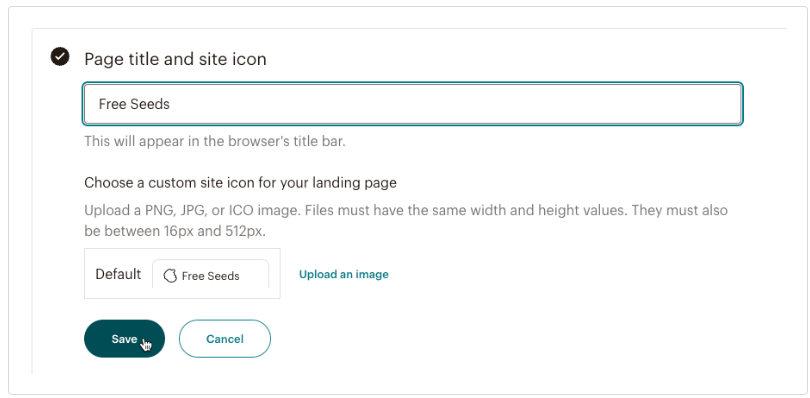 Page title and site icon
Free Seeds
This will appear in the browser's title bar.
Choose a custom site icon for your landing page
Upload a PNG, JPG, or ICO image. Files must have the same width and height values. They must also
be between 16px and 512px.
Default Free Seeds Upload an image
Save Cancel